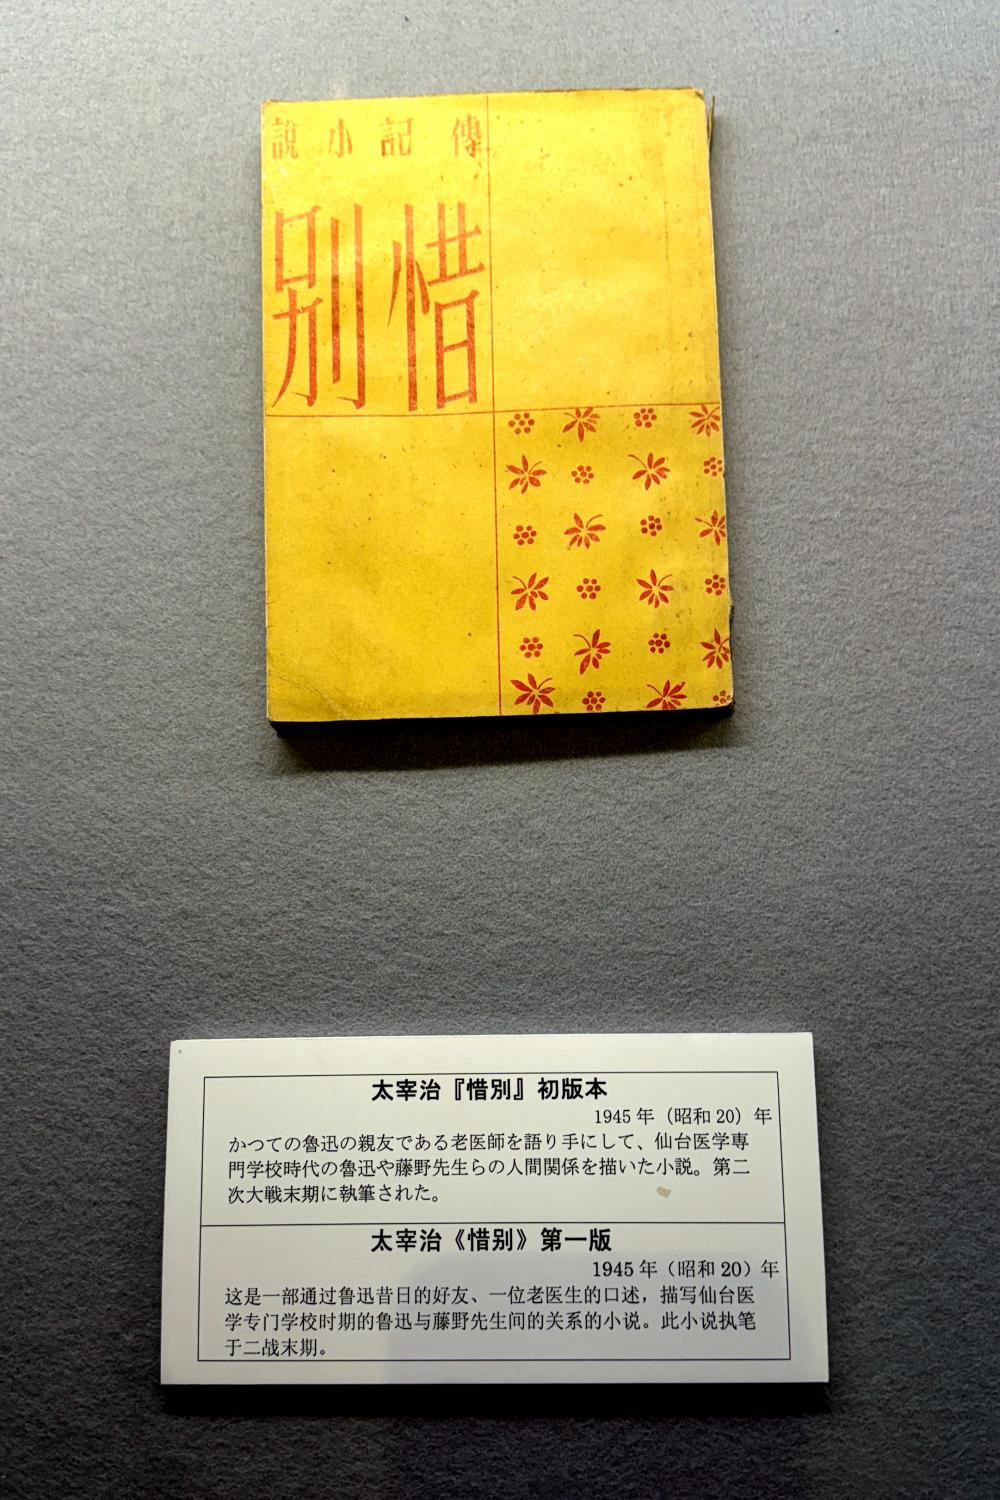 傳記小説
惜別
太宰治『惜別』初版本
1945年（昭和20）年
かつての魯迅の親友である老医師を語り手にして、仙台医学専
門学校時代の魯迅や藤野先生らの人間関係を描いた小説。第二
次大戦末期に執筆された。
太宰治《惜别》第一版
1945年（昭和20）年
这是一部通过鲁迅昔日的好友、一位老医生的口述，描写仙台医
学专门学校时期的鲁迅与藤野先生间的关系的小说。此小说执笔
于二战末期。